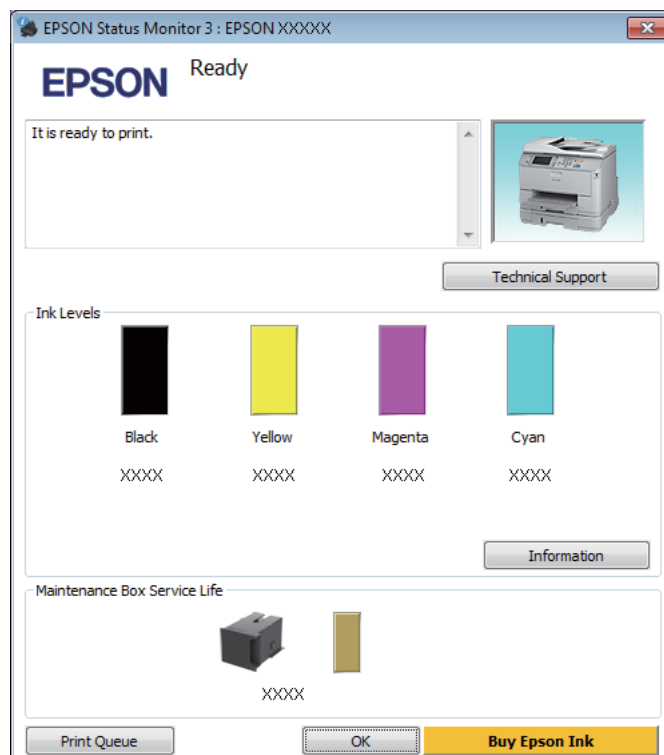 EPSON Status Monitor 3 : EPSON XXXXX
EPSON
Ready
It is ready to print.
Technical Support
Ink Levels
Black Yellow Magenta Cyan
XXXX XXXX XXXX XXXX
Information
Maintenance Box Service Life
XXXX
Print Queue OK Buy Epson Ink